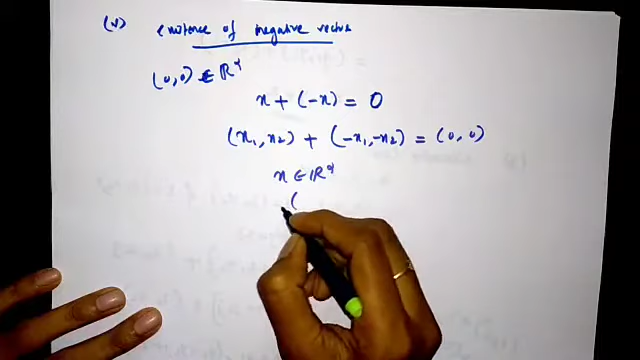 (v) existence of negative vector
(0,0) ∈ ℝ²
x + (-x) = 0
(x₁, x₂) + (-x₁, -x₂) = (0, 0)
x ∈ ℝ²
(